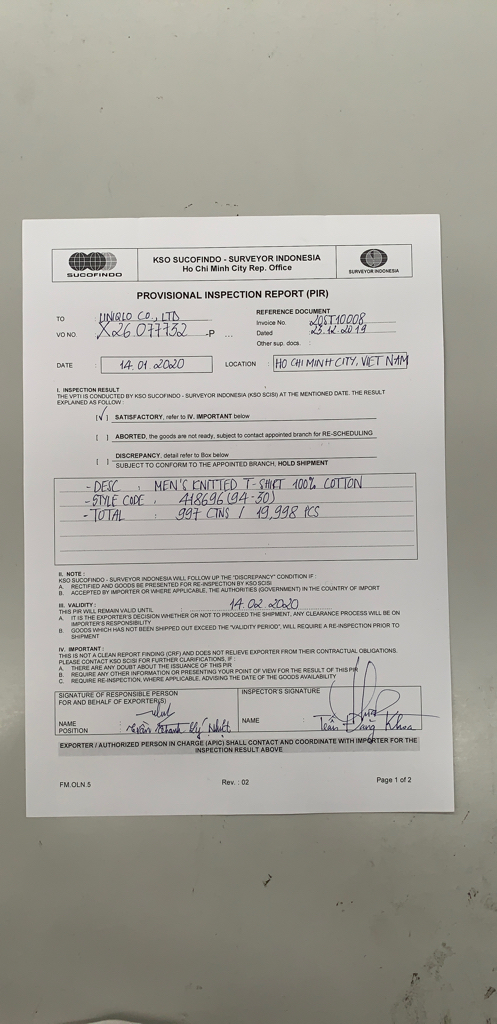 SUCOFINDO
KSO SUCOFINDO - SURVEYOR INDONESIA
Ho Chi Minh City Rep. Office
SURVEYOR INDONESIA
PROVISIONAL INSPECTION REPORT (PIR)
TO : UNIQLO CO., LTD
VO NO. X26.077732 -P ...
REFERENCE DOCUMENT
Invoice No. 20ST10008
Dated 23.12.2019
Other sup. docs. :
DATE : 14.01.2020 LOCATION : HO CHI MINH CITY, VIET NAM
I. INSPECTION RESULT
THE VPTI IS CONDUCTED BY KSO SUCOFINDO - SURVEYOR INDONESIA (KSO SCISI) AT THE MENTIONED DATE. THE RESULT
EXPLAINED AS FOLLOW :
[✓] SATISFACTORY, refer to IV. IMPORTANT below
[ ] ABORTED, the goods are not ready, subject to contact appointed branch for RE-SCHEDULING
DISCREPANCY, detail refer to Box below
[ ] SUBJECT TO CONFORM TO THE APPOINTED BRANCH, HOLD SHIPMENT
- DESC : MEN'S KNITTED T-SHIRT 100% COTTON
- STYLE CODE : 418696 (94-30)
- TOTAL : 997 CTNS / 19,998 PCS
II. NOTE :
KSO SUCOFINDO - SURVEYOR INDONESIA WILL FOLLOW UP THE "DISCREPANCY" CONDITION IF :
A. RECTIFIED AND GOODS BE PRESENTED FOR RE-INSPECTION BY KSO SCISI
B. ACCEPTED BY IMPORTER OR WHERE APPLICABLE, THE AUTHORITIES (GOVERNMENT) IN THE COUNTRY OF IMPORT
III. VALIDITY :
THIS PIR WILL REMAIN VALID UNTIL 14.02.2020
A. IT IS THE EXPORTER'S DECISION WHETHER OR NOT TO PROCEED THE SHIPMENT, ANY CLEARANCE PROCESS WILL BE ON
IMPORTER'S RESPONSIBILITY
B. GOODS WHICH HAS NOT BEEN SHIPPED OUT EXCEED THE "VALIDITY PERIOD", WILL REQUIRE A RE-INSPECTION PRIOR TO
SHIPMENT
IV. IMPORTANT :
THIS IS NOT A CLEAN REPORT FINDING (CRF) AND DOES NOT RELIEVE EXPORTER FROM THEIR CONTRACTUAL OBLIGATIONS.
PLEASE CONTACT KSO SCISI FOR FURTHER CLARIFICATIONS, IF :
A. THERE ARE ANY DOUBT ABOUT THE ISSUANCE OF THIS PIR
B. REQUIRE ANY OTHER INFORMATION OR PRESENTING YOUR POINT OF VIEW FOR THE RESULT OF THIS PIR
C. REQUIRE RE-INSPECTION, WHERE APPLICABLE, ADVISING THE DATE OF THE GOODS AVAILABILITY
SIGNATURE OF RESPONSIBLE PERSON
FOR AND BEHALF OF EXPORTER(S)
NAME :
POSITION
INSPECTOR'S SIGNATURE
NAME : Trần Đăng Khoa
EXPORTER / AUTHORIZED PERSON IN CHARGE (APIC) SHALL CONTACT AND COORDINATE WITH IMPORTER FOR THE
INSPECTION RESULT ABOVE
FM.OLN.5 Rev. : 02 Page 1 of 2